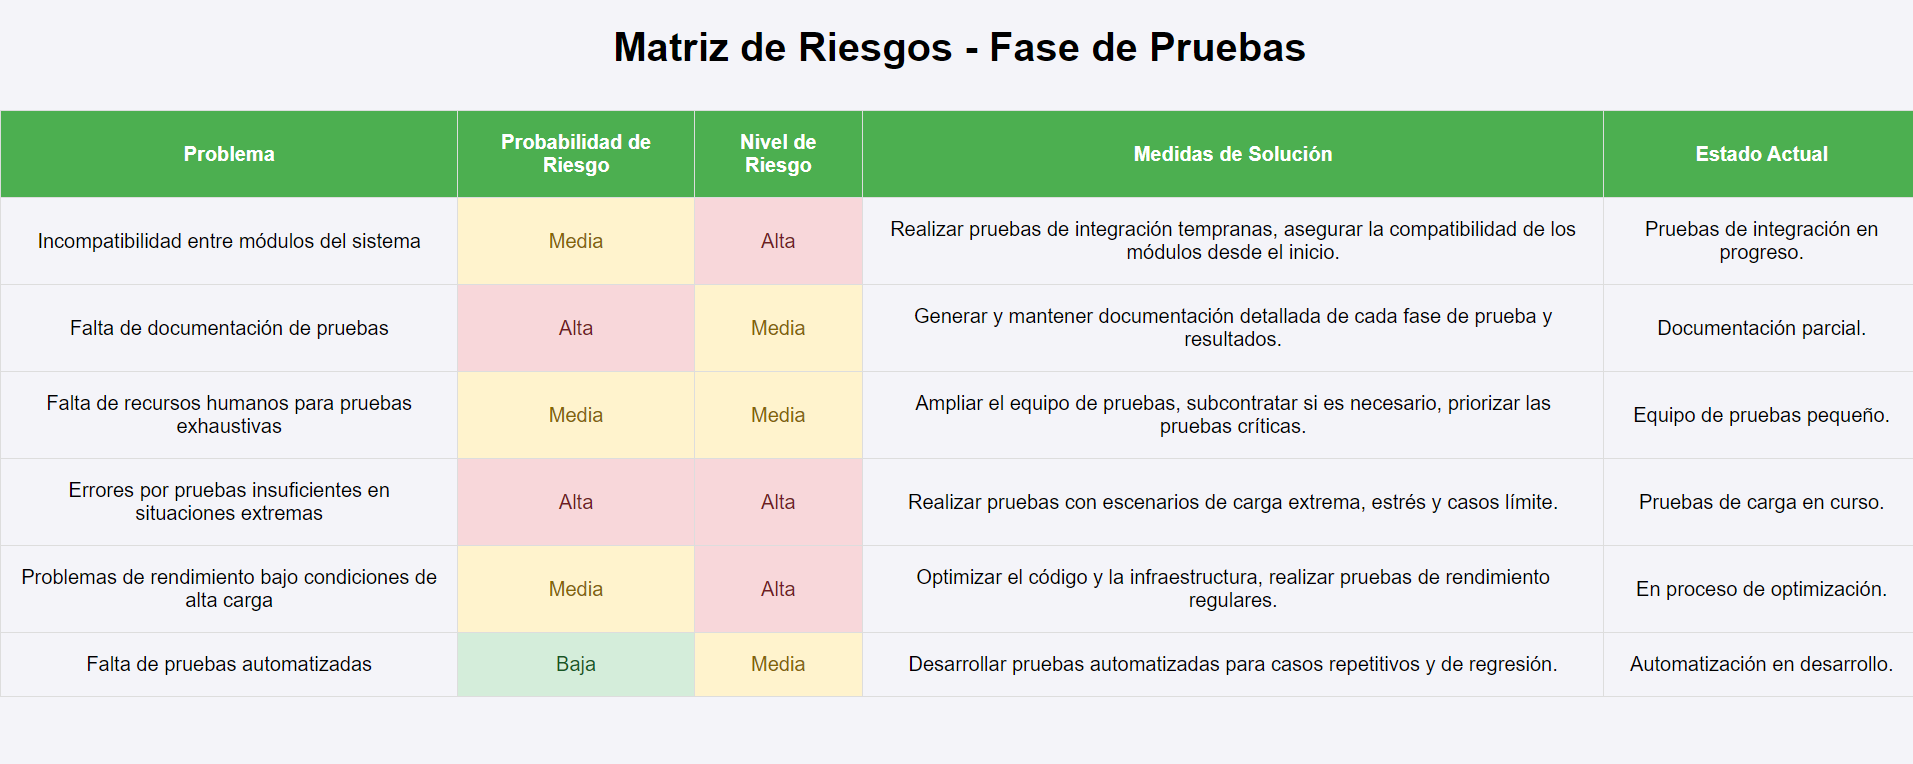 Matriz de Riesgos - Fase de Pruebas
Problema
Probabilidad de
Riesgo
Nivel de
Riesgo
Medidas de Solución
Estado Actual
Incompatibilidad entre módulos del sistema
Media
Alta
Realizar pruebas de integración tempranas, asegurar la compatibilidad de los
módulos desde el inicio.
Pruebas de integración en
progreso.
Falta de documentación de pruebas
Alta
Media
Generar y mantener documentación detallada de cada fase de prueba y
resultados.
Documentación parcial.
Falta de recursos humanos para pruebas
exhaustivas
Media
Media
Ampliar el equipo de pruebas, subcontratar si es necesario, priorizar las
pruebas críticas.
Equipo de pruebas pequeño.
Errores por pruebas insuficientes en
situaciones extremas
Alta
Alta
Realizar pruebas con escenarios de carga extrema, estrés y casos límite.
Pruebas de carga en curso.
Problemas de rendimiento bajo condiciones de
alta carga
Media
Alta
Optimizar el código y la infraestructura, realizar pruebas de rendimiento
regulares.
En proceso de optimización.
Falta de pruebas automatizadas
Baja
Media
Desarrollar pruebas automatizadas para casos repetitivos y de regresión.
Automatización en desarrollo.